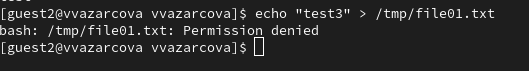 [guest2@vvazarcova vvazarcova]$ echo "test3" > /tmp/file01.txt
bash: /tmp/file01.txt: Permission denied
[guest2@vvazarcova vvazarcova]$